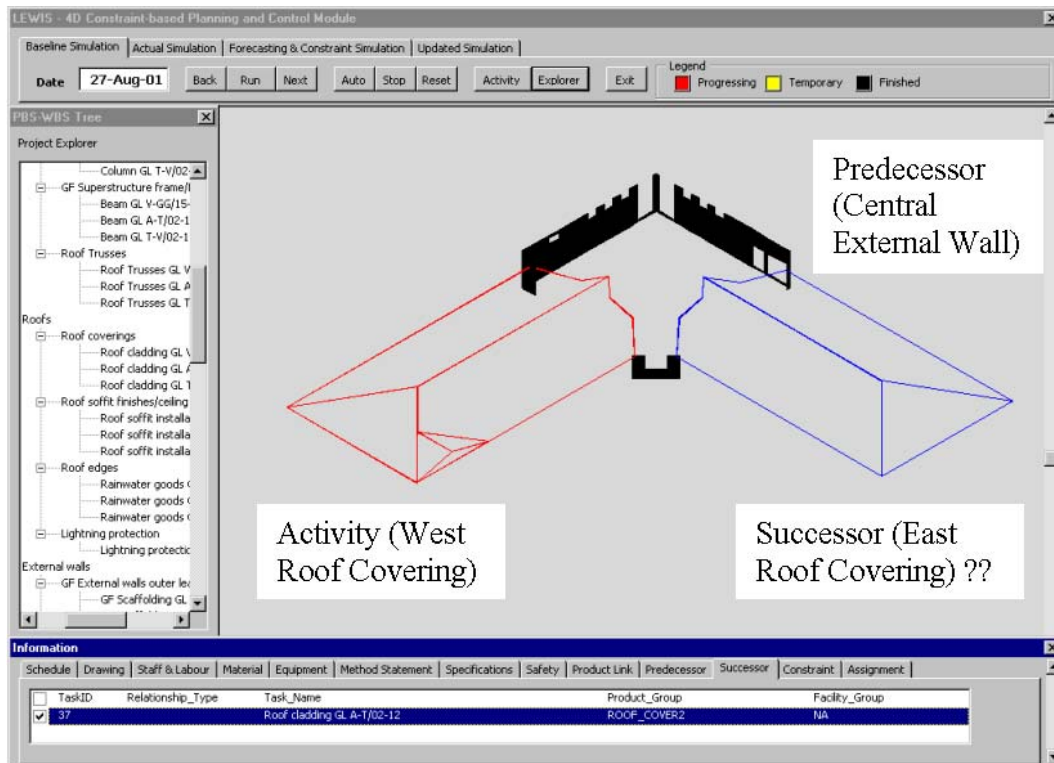 LEWIS - 4D Constraint-based Planning and Control Module
Baseline Simulation Actual Simulation Forecasting & Constraint Simulation Updated Simulation
Date 27-Aug-01 Back Run Next Auto Stop Reset Activity Explorer Exit
Legend
Progressing Temporary Finished
PBS-WBS Tree
Project Explorer
Column GL T-V/02-
GF Superstructure frame/
Beam GL V-GG/15-
Beam GL A-T/02-1
Beam GL T-V/02-1
Roof Trusses
Roof Trusses GL V
Roof Trusses GL A
Roof Trusses GL T
Roofs
Roof coverings
Roof cladding GL V
Roof cladding GL A
Roof cladding GL T
Roof soffit finishes/ceiling
Roof soffit installa
Roof soffit installa
Roof soffit installa
Roof edges
Rainwater goods
Rainwater goods
Rainwater goods
Lightning protection
Lightning protectic
External walls
GF External walls outer lea
GF Scaffolding GL
Predecessor
(Central
External Wall)
Activity (West
Roof Covering)
Successor (East
Roof Covering) ??
Information
Schedule Drawing Staff & Labour Material Equipment Method Statement Specifications Safety Product Link Predecessor Successor Constraint Assignment
TaskID Relationship_Type Task_Name Product_Group Facility_Group
37 Roof cladding GL A-T/02-12 ROOF_COVER2 NA